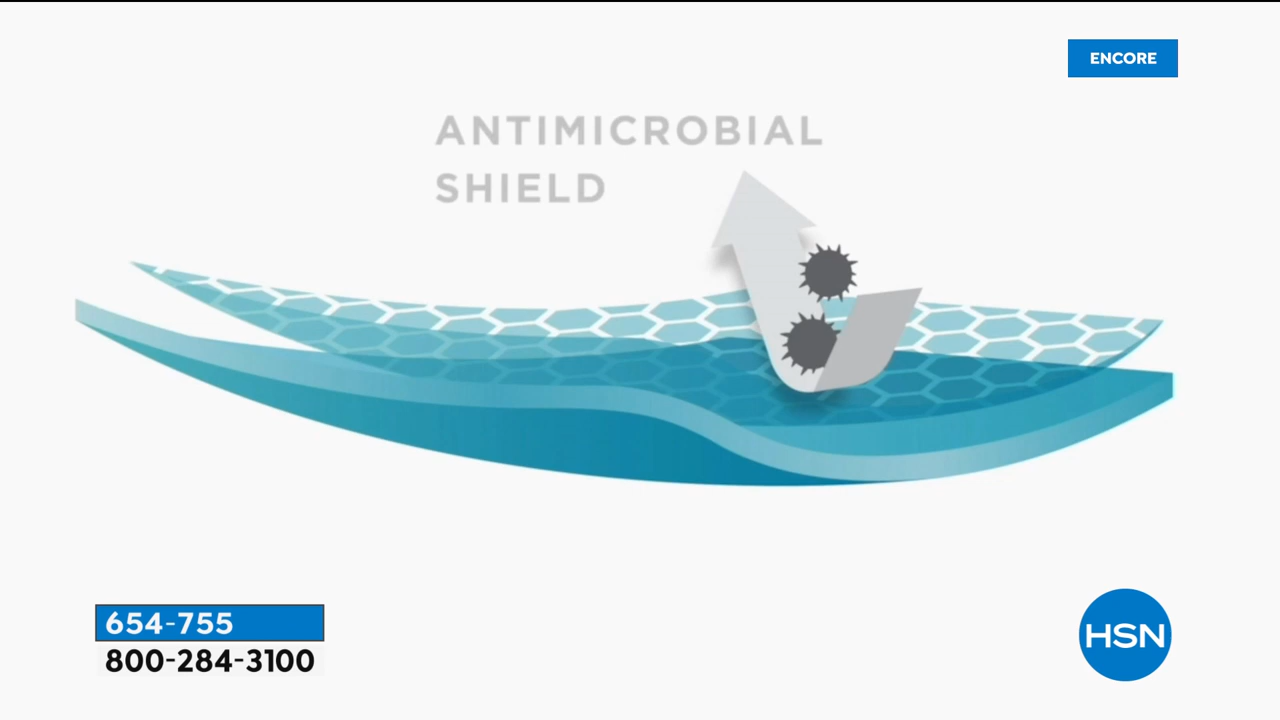 ENCORE
ANTIMICROBIAL
SHIELD
654-755
800-284-3100
HSN